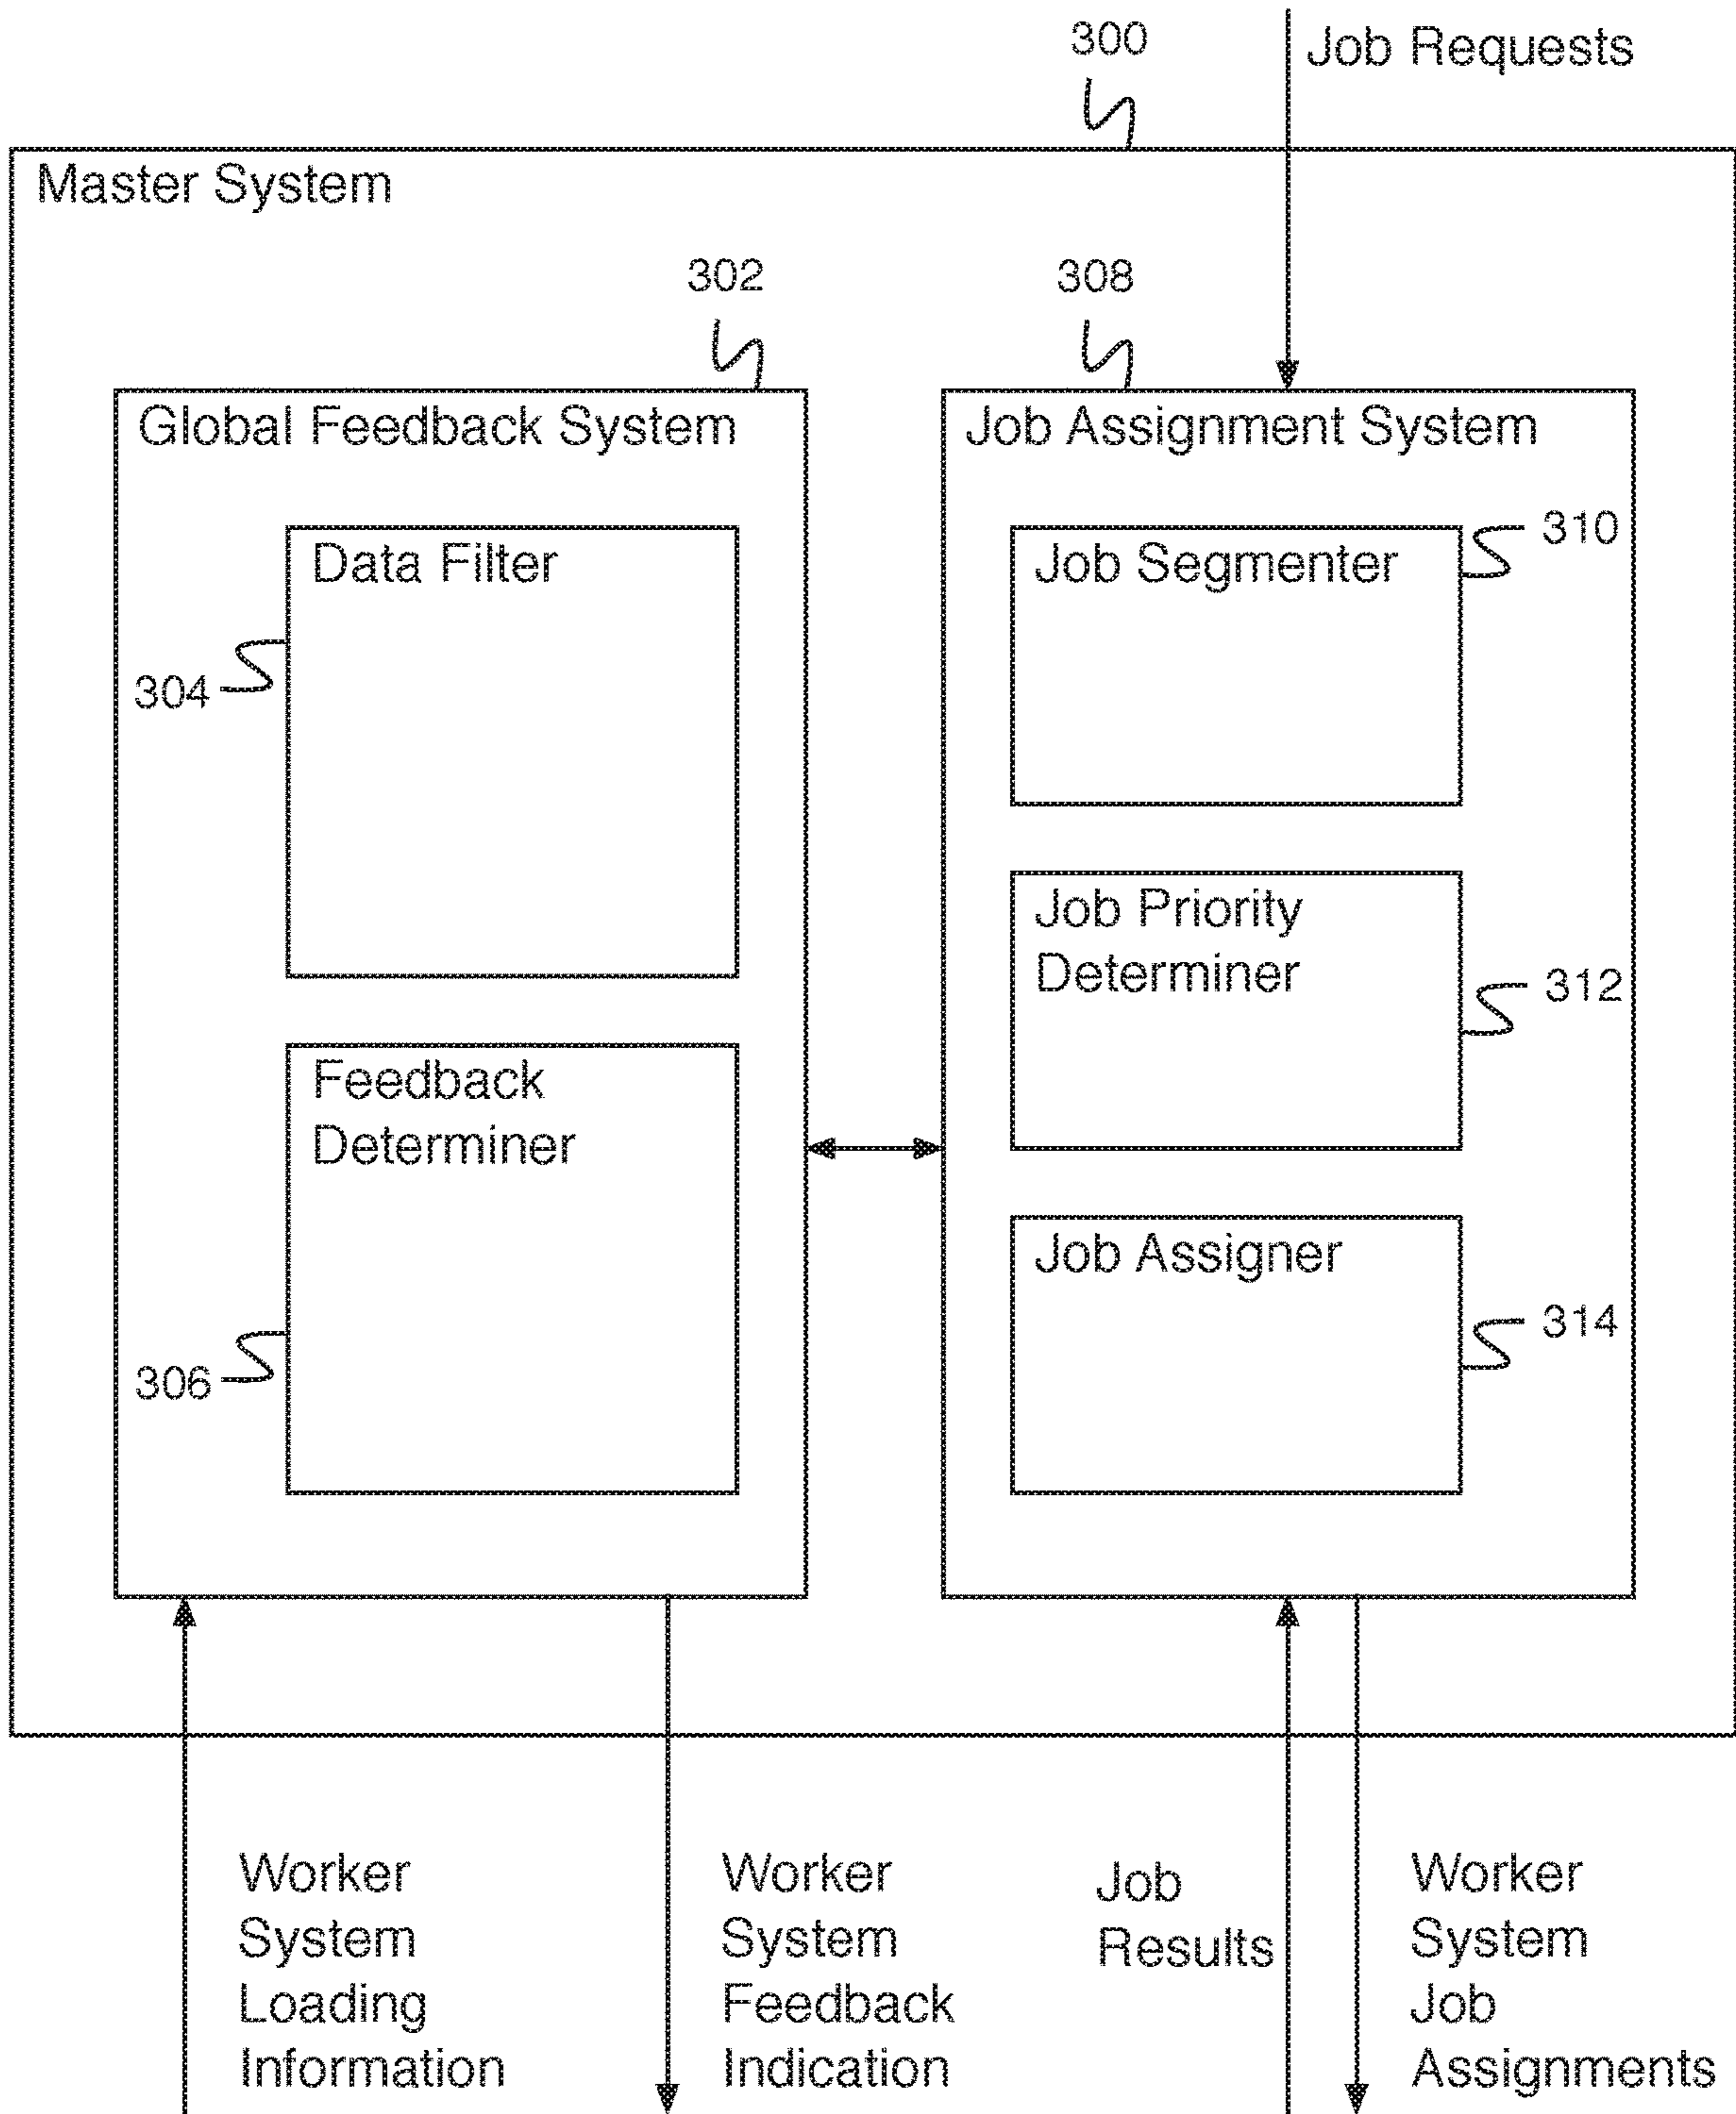 300
Job Requests
Master System
302
308
Global Feedback System
Data Filter
304
Feedback
Determiner
306
Job Assignment System
Job Segmenter
310
Job Priority
Determiner
312
Job Assigner
314
Worker
System
Loading
Information
Worker
System
Feedback
Indication
Job
Results
Worker
System
Job
Assignments